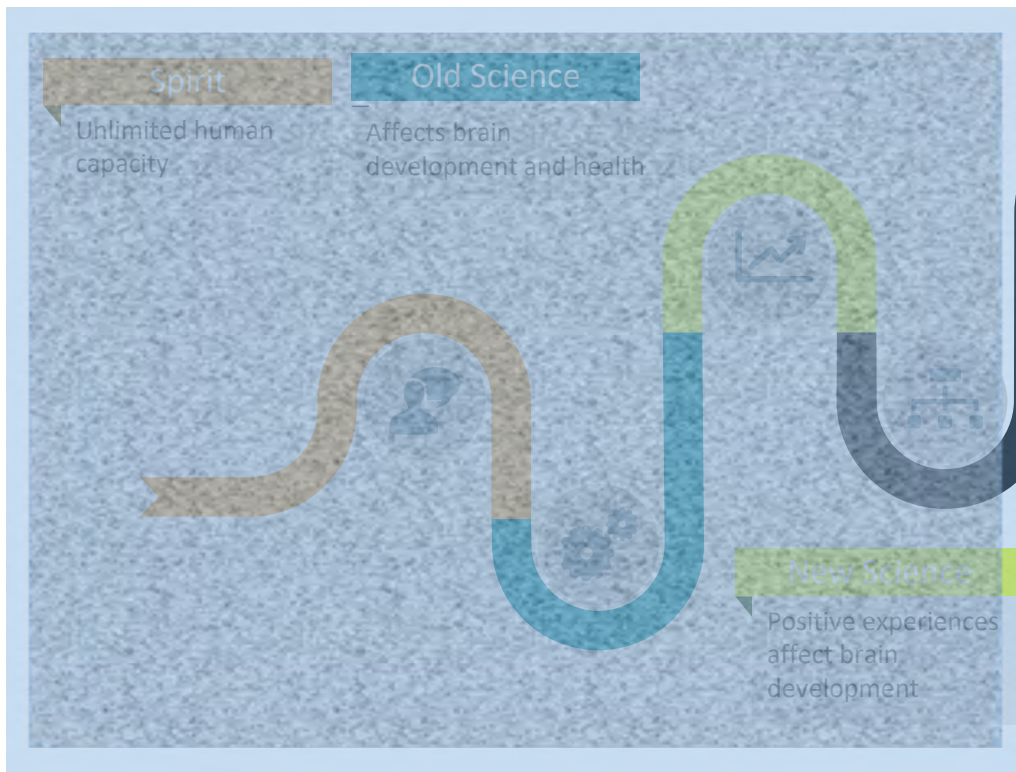 Spirit
Unlimited human
capacity
Old Science
Affects brain
development and health
New Science
Positive experiences
affect brain
development